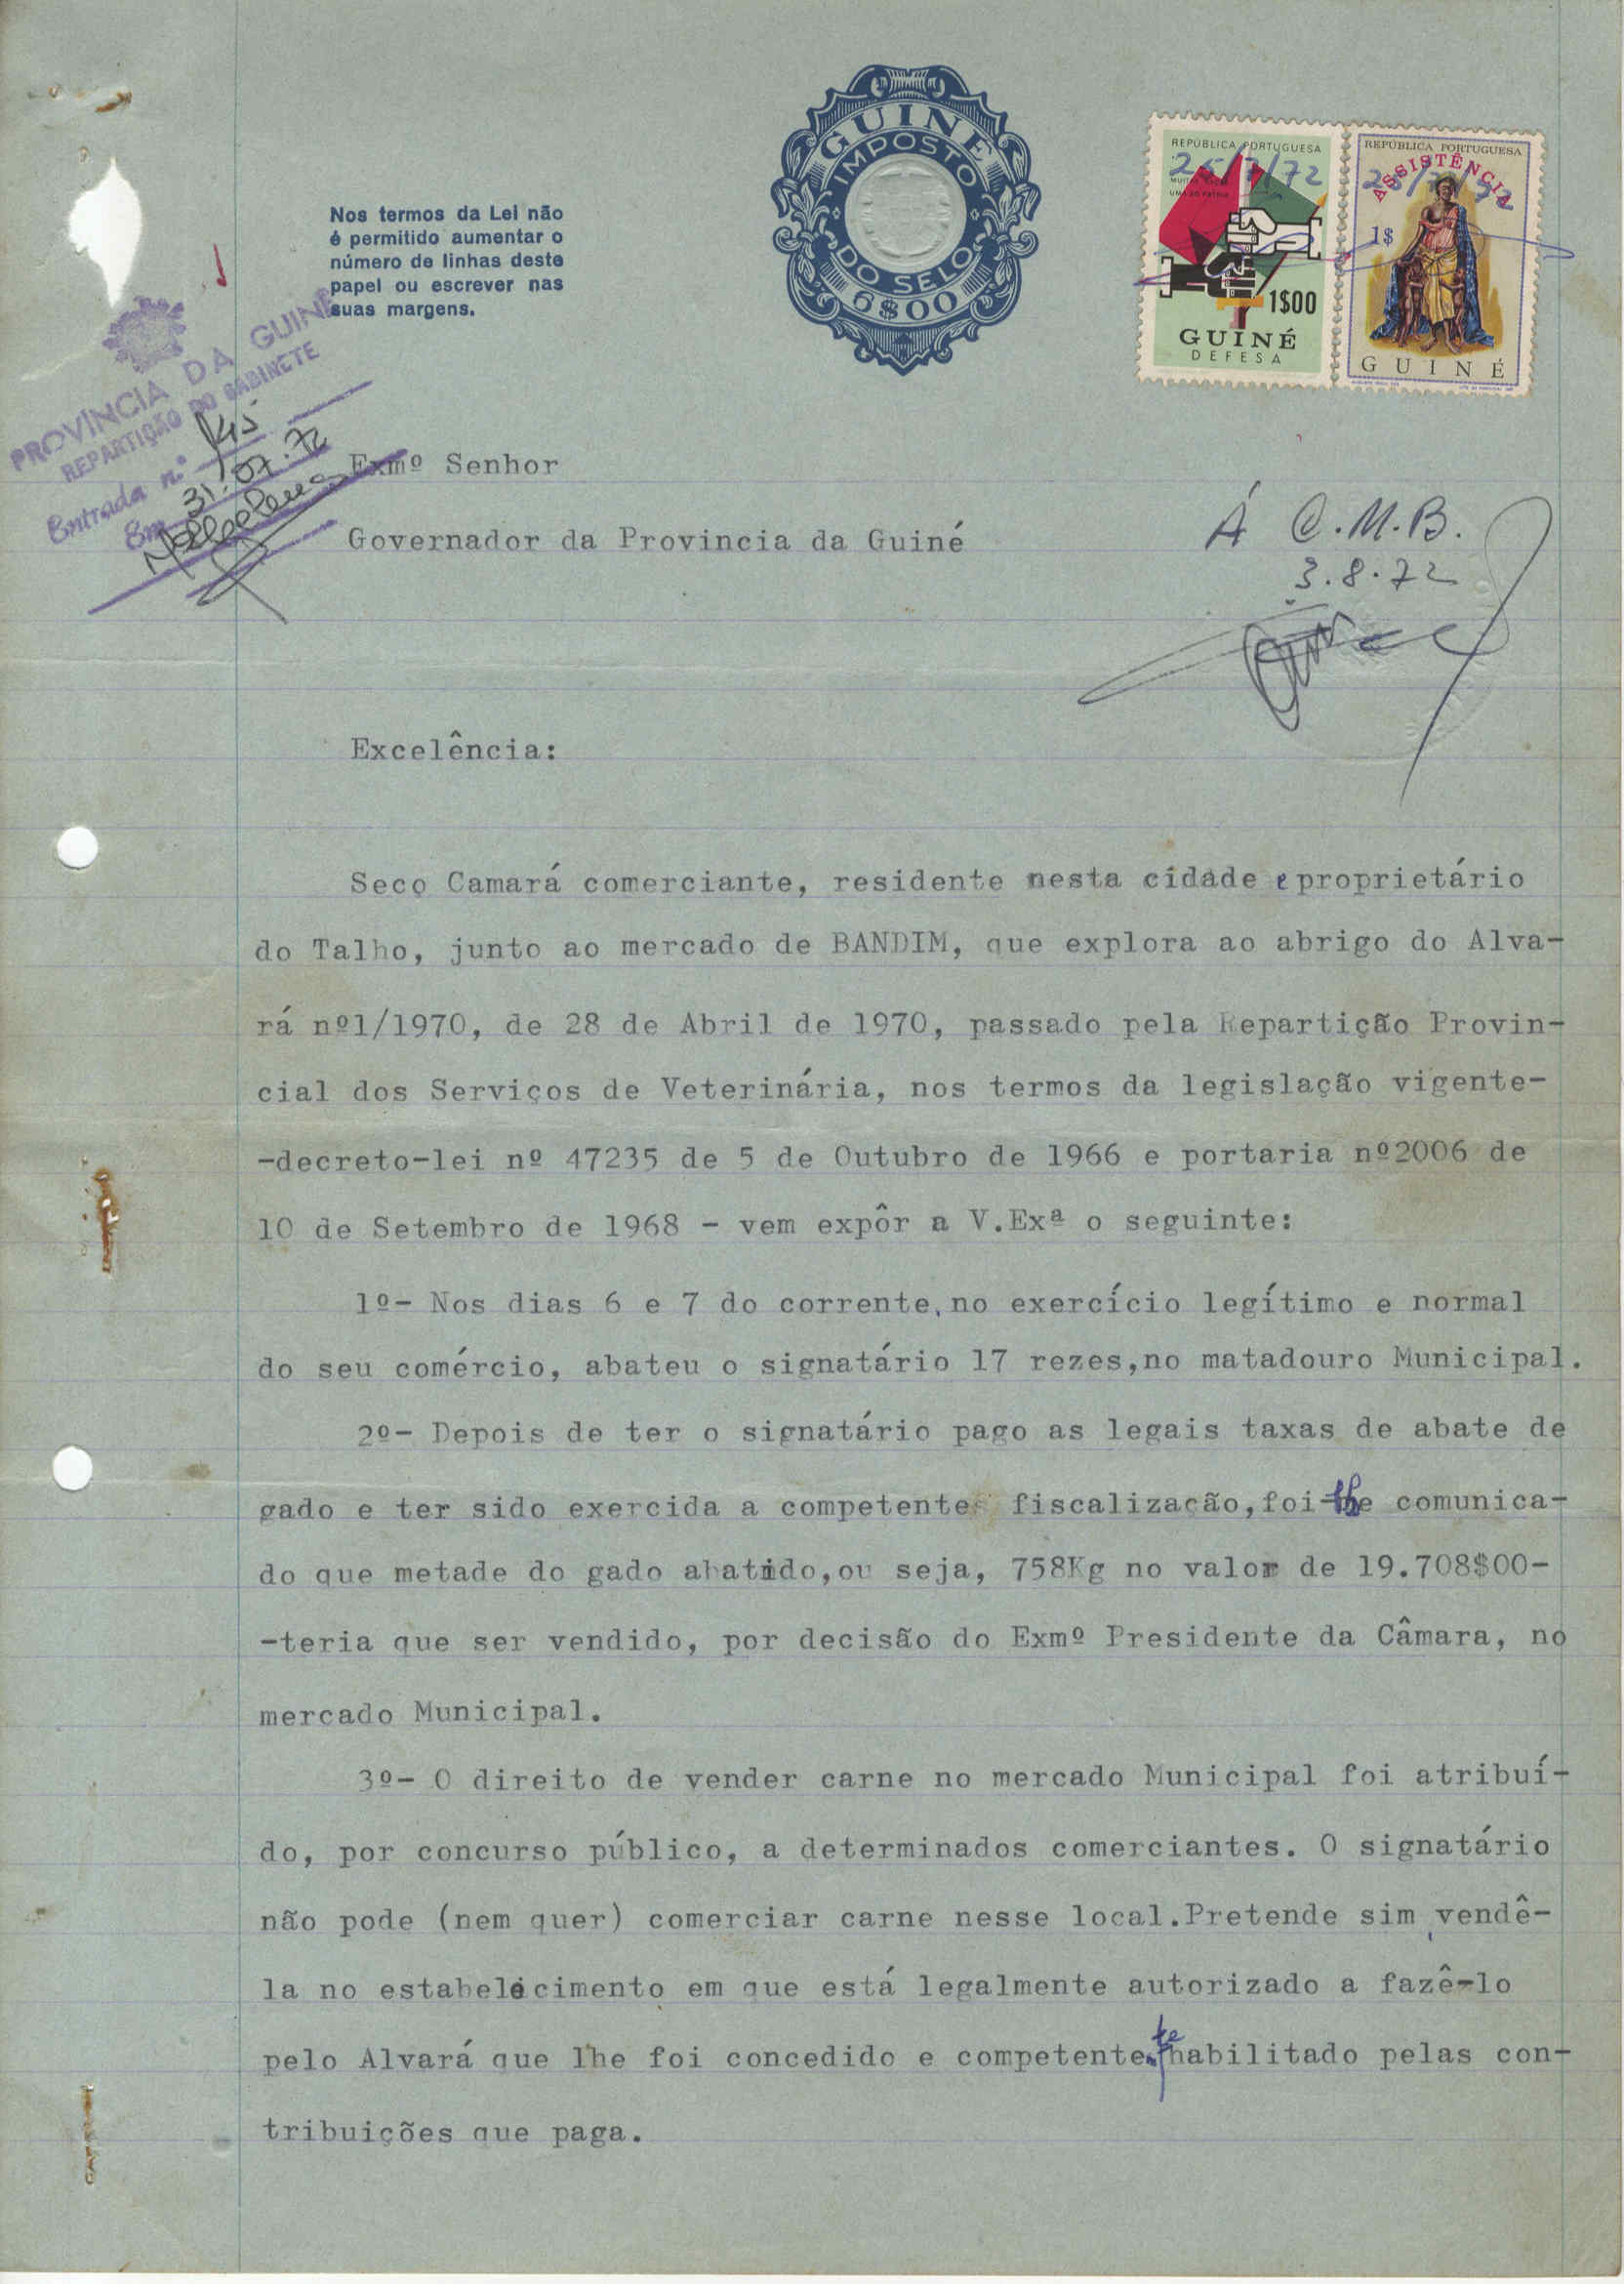 Nos termos da Lei não
é permitido aumentar o
número de linhas deste
papel ou escrever nas
suas margens.
GUINÉ
IMPOSTO
DO SELO
6$00
REPÚBLICA PORTUGUESA
25/7/72
1$00
GUINÉ
DEFESA
REPÚBLICA PORTUGUESA
ASSISTÊNCIA
1$
GUINÉ
PROVÍNCIA DA GUINÉ
REPARTIÇÃO DO GABINETE
Entrada n.º
Em 31.07.72
Exmº Senhor
Governador da Provincia da Guiné
Á C.M.B.
3.8.72
Excelência:
Seco Camará comerciante, residente nesta cidade e proprietário
do Talho, junto ao mercado de BANDIM, que explora ao abrigo do Alva-
rá nº1/1970, de 28 de Abril de 1970, passado pela Repartição Provin-
cial dos Serviços de Veterinária, nos termos da legislação vigente-
-decreto-lei nº 47235 de 5 de Outubro de 1966 e portaria nº2006 de
10 de Setembro de 1968 - vem expôr a V.Exª o seguinte:
1º- Nos dias 6 e 7 do corrente, no exercício legítimo e normal
do seu comércio, abateu o signatário 17 rezes,no matadouro Municipal.
2º- Depois de ter o signatário pago as legais taxas de abate de
gado e ter sido exercida a competente fiscalização,foi-lhe comunica-
do que metade do gado abatido,ou seja, 758Kg no valor de 19.708$00-
-teria que ser vendido, por decisão do Exmº Presidente da Câmara, no
mercado Municipal.
3º- O direito de vender carne no mercado Municipal foi atribuí-
do, por concurso público, a determinados comerciantes. O signatário
não pode (nem quer) comerciar carne nesse local.Pretende sim vendê-
la no estabelecimento em que está legalmente autorizado a fazê-lo
pelo Alvará que lhe foi concedido e competentente habilitado pelas con-
tribuições que paga.